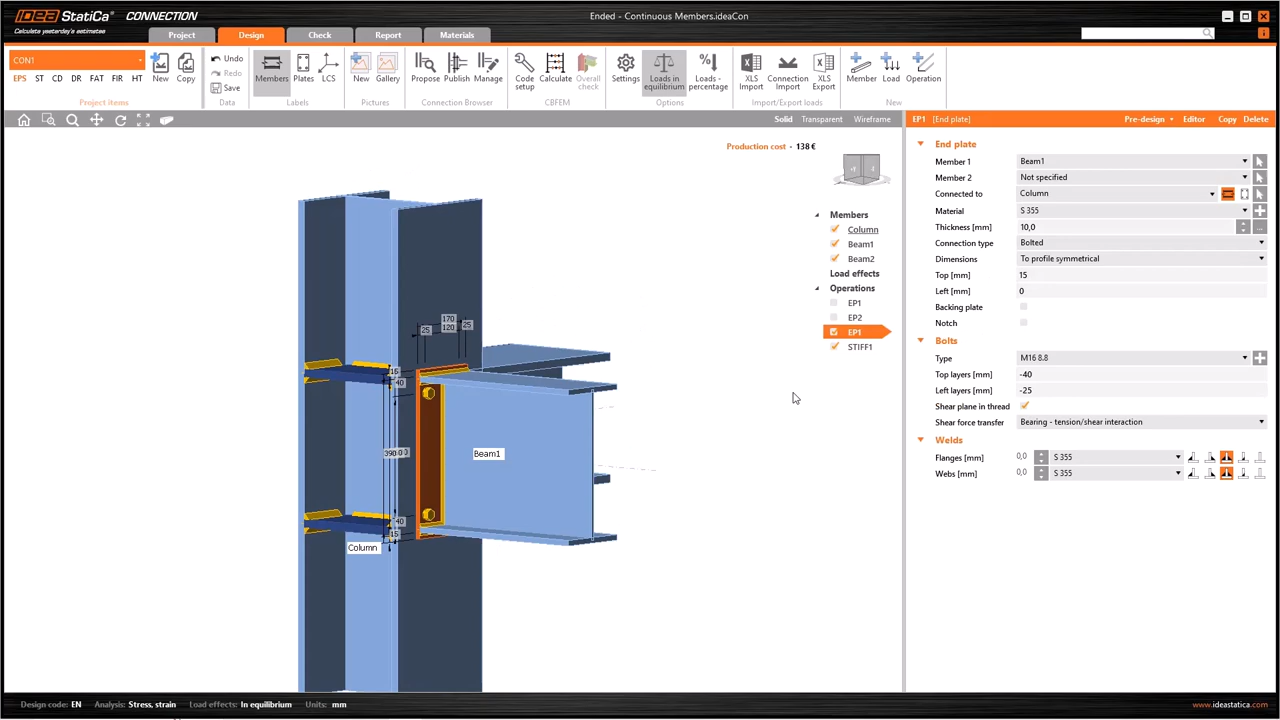 IDEA StatiCa® CONNECTION
Calculate yesterday's estimates
Ended - Continuous Members.ideaCon
Project Design Check Report Materials
CON1
EPS ST CD DR FAT FIR HT
New Copy
Undo
Redo
Save
Members Plates LCS
New Gallery
Propose Publish Manage
Code setup Calculate Overall check
Settings Loads in equilibrium Loads - percentage
XLS Import Connection Import XLS Export
Member Load Operation
Project items Data Labels Pictures Connection Browser CBFEM Options Import/Export loads New
Solid Transparent Wireframe
EP1 [End plate] Pre-design Editor Copy Delete
Production cost - 138 €
Members
Column
Beam1
Beam2
Load effects
Operations
EP1
EP2
EP1
STIFF1
170
25 120 25
15
40
390
40
15
Beam1
Column
End plate
Member 1 Beam1
Member 2 Not specified
Connected to Column
Material S 355
Thickness [mm] 10,0
Connection type Bolted
Dimensions To profile symmetrical
Top [mm] 15
Left [mm] 0
Backing plate
Notch
Bolts
Type M16 8.8
Top layers [mm] -40
Left layers [mm] -25
Shear plane in thread
Shear force transfer Bearing - tension/shear interaction
Welds
Flanges [mm] 0,0 S 355
Webs [mm] 0,0 S 355
Design code: EN Analysis: Stress, strain Load effects: In equilibrium Units: mm
www.ideastatica.com